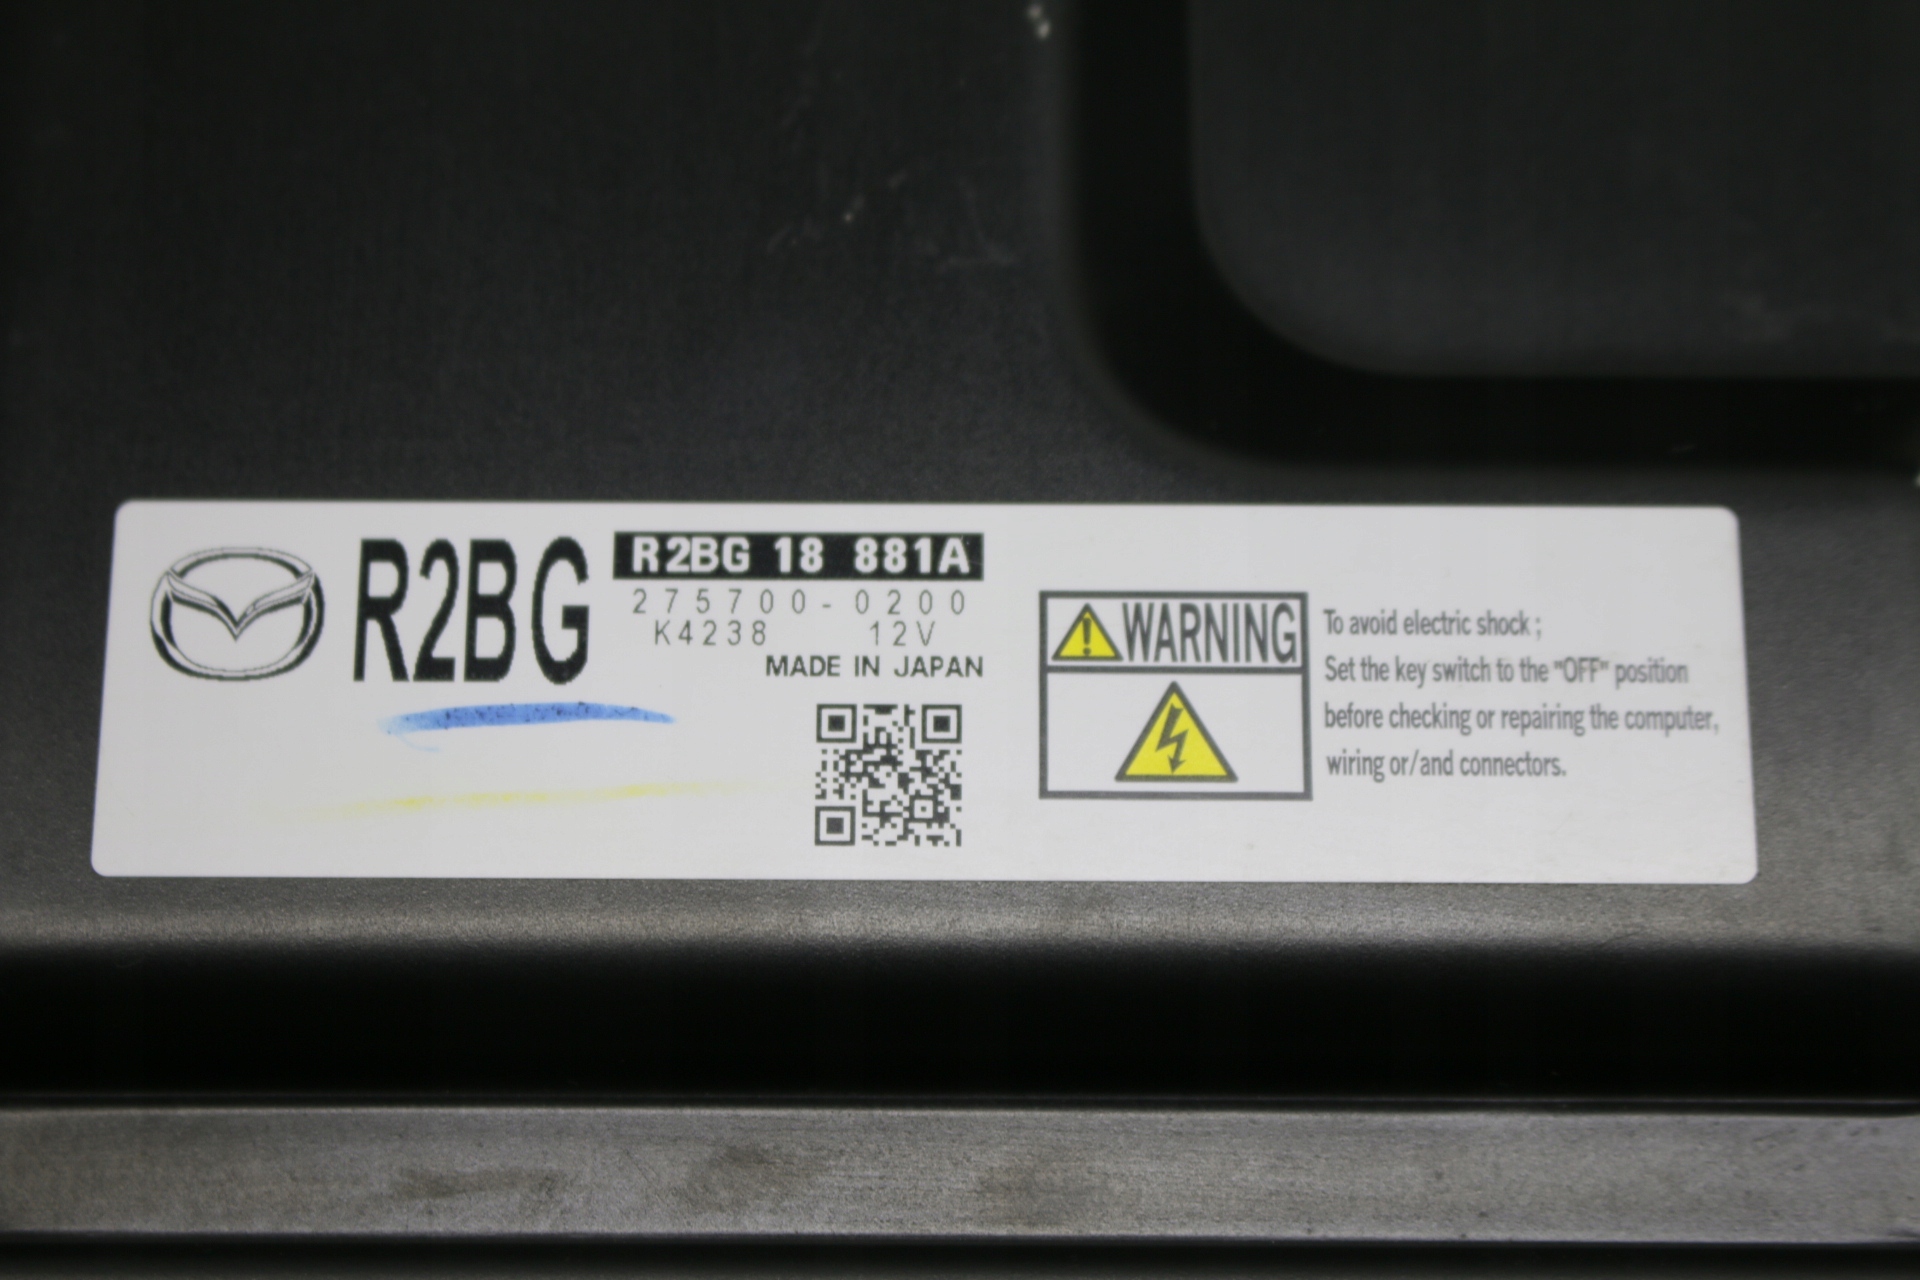 R2BG
R2BG 18 881A
275700-0200
K4238 12V
MADE IN JAPAN
WARNING
To avoid electric shock ;
Set the key switch to the "OFF" position
before checking or repairing the computer,
wiring or/and connectors.